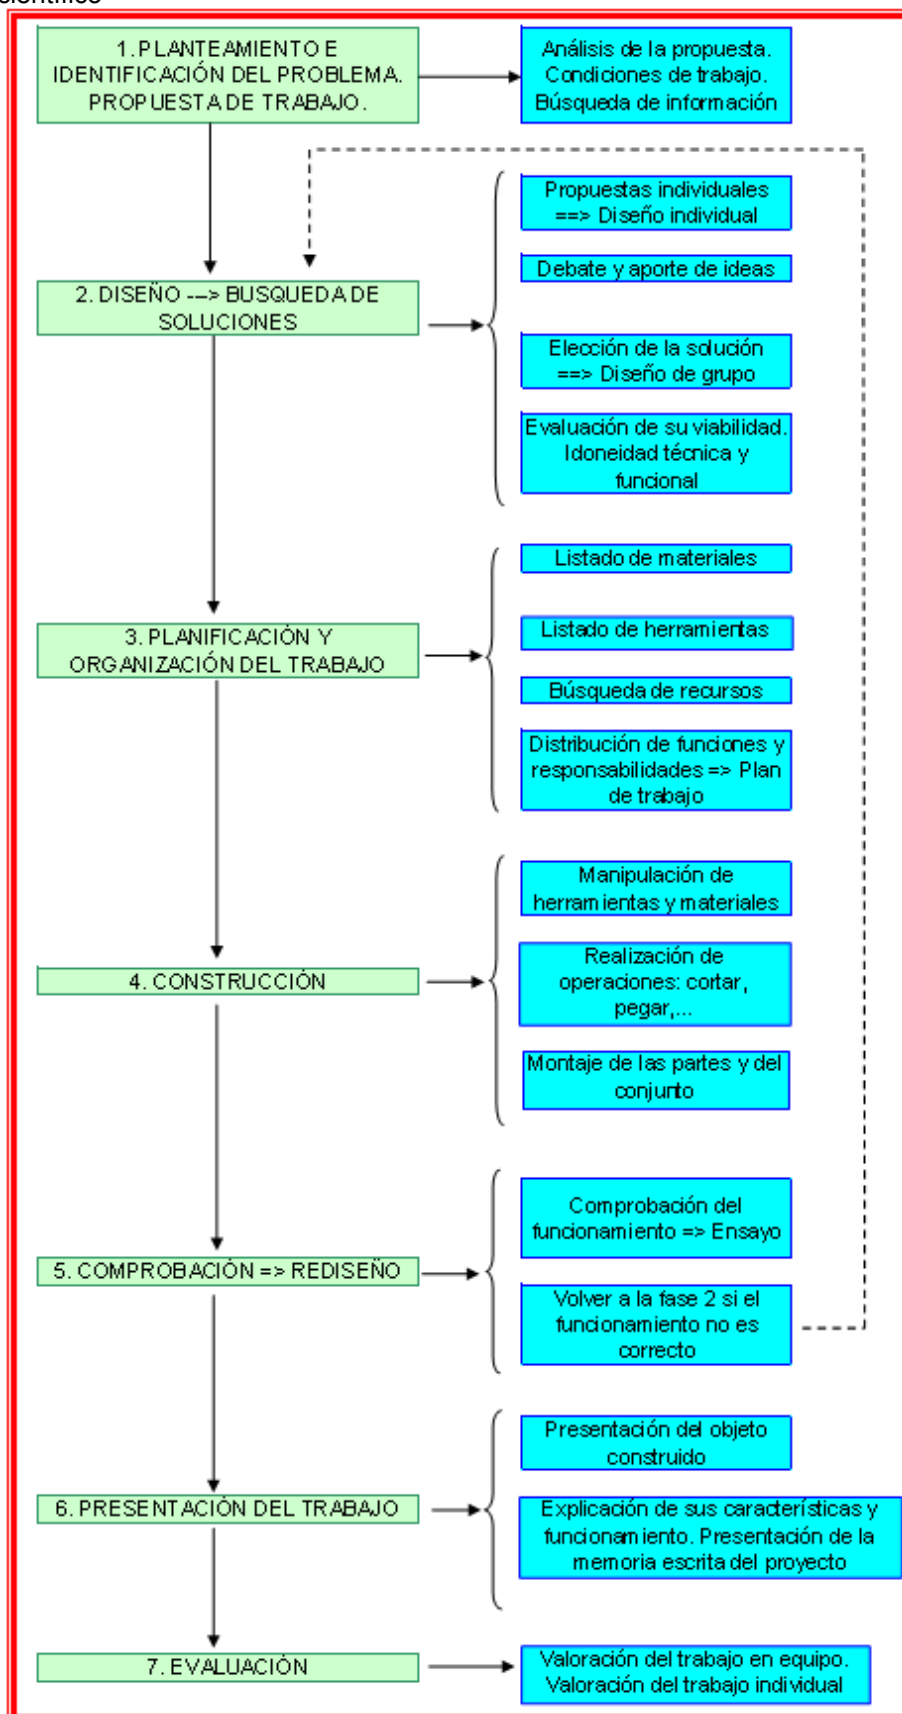 científico
1. PLANTEAMIENTO E
IDENTIFICACIÓN DEL PROBLEMA.
PROPUESTA DE TRABAJO.
Análisis de la propuesta.
Condiciones de trabajo.
Búsqueda de información
2. DISEÑO ---> BUSQUEDA DE
SOLUCIONES
Propuestas individuales
==> Diseño individual
Debate y aporte de ideas
Elección de la solución
==> Diseño de grupo
Evaluación de su viabilidad.
Idoneidad técnica y
funcional
3. PLANIFICACIÓN Y
ORGANIZACIÓN DEL TRABAJO
Listado de materiales
Listado de herramientas
Búsqueda de recursos
Distribución de funciones y
responsabilidades => Plan
de trabajo
4. CONSTRUCCIÓN
Manipulación de
herramientas y materiales
Realización de
operaciones: cortar,
pegar,...
Montaje de las partes y del
conjunto
5. COMPROBACIÓN => REDISEÑO
Comprobación del
funcionamiento => Ensayo
Volver a la fase 2 si el
funcionamiento no es
correcto
6. PRESENTACIÓN DEL TRABAJO
Presentación del objeto
construido
Explicación de sus características y
funcionamiento. Presentación de la
memoria escrita del proyecto
7. EVALUACIÓN
Valoración del trabajo en equipo.
Valoración del trabajo individual